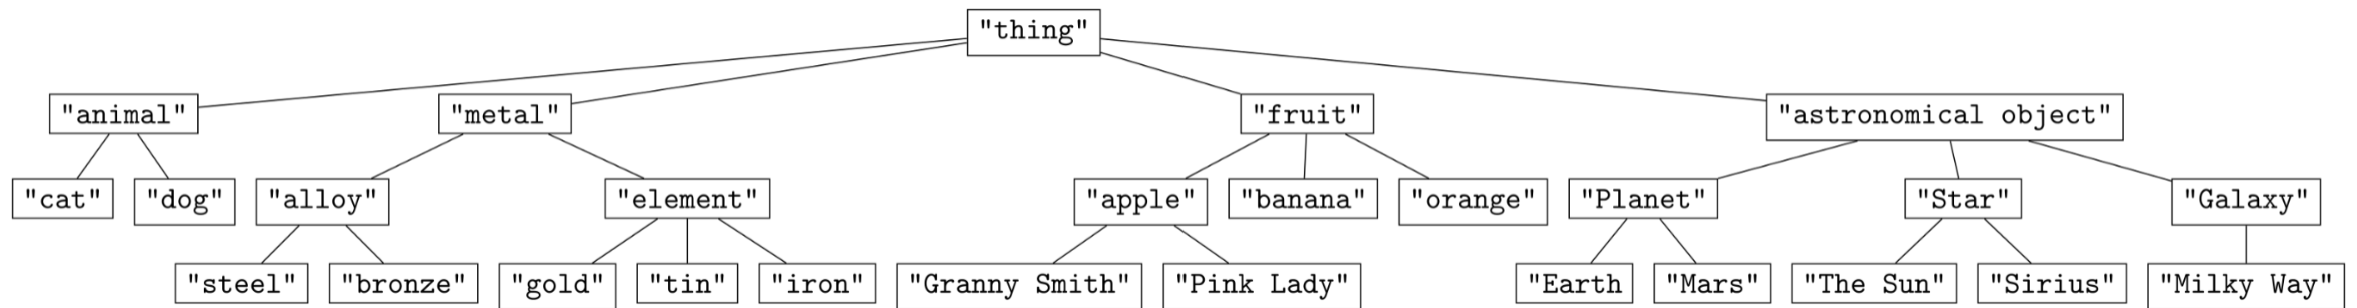 "thing"
"animal" "metal" "fruit" "astronomical object"
"cat" "dog" "alloy" "element" "apple" "banana" "orange" "Planet" "Star" "Galaxy"
"steel" "bronze" "gold" "tin" "iron" "Granny Smith" "Pink Lady" "Earth "Mars" "The Sun" "Sirius" "Milky Way"